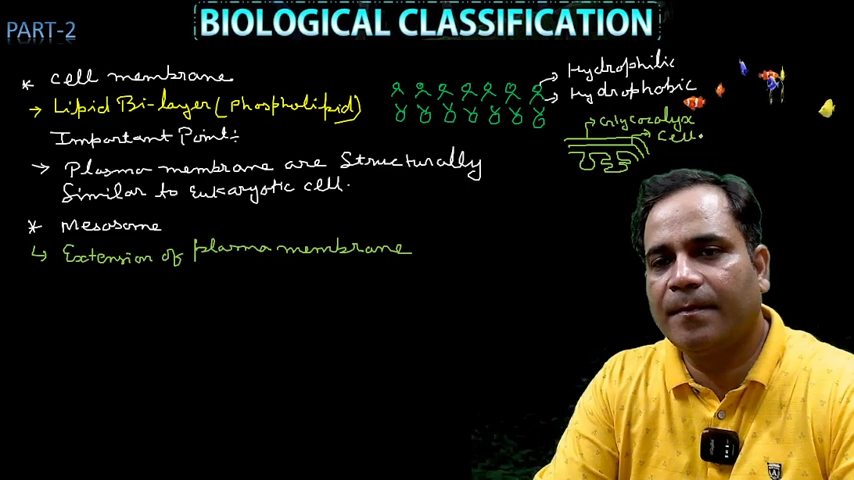 PART-2
BIOLOGICAL CLASSIFICATION
* Cell membrane
→ Lipid Bi-layer (Phospholipid)
Important Point:
→ Plasma membrane are Structurally
Similar to Eukaryotic cell.
* Mesosome
↳ Extension of plasma membrane
Hydrophilic
Hydrophobic
Glycocalyx
Cell